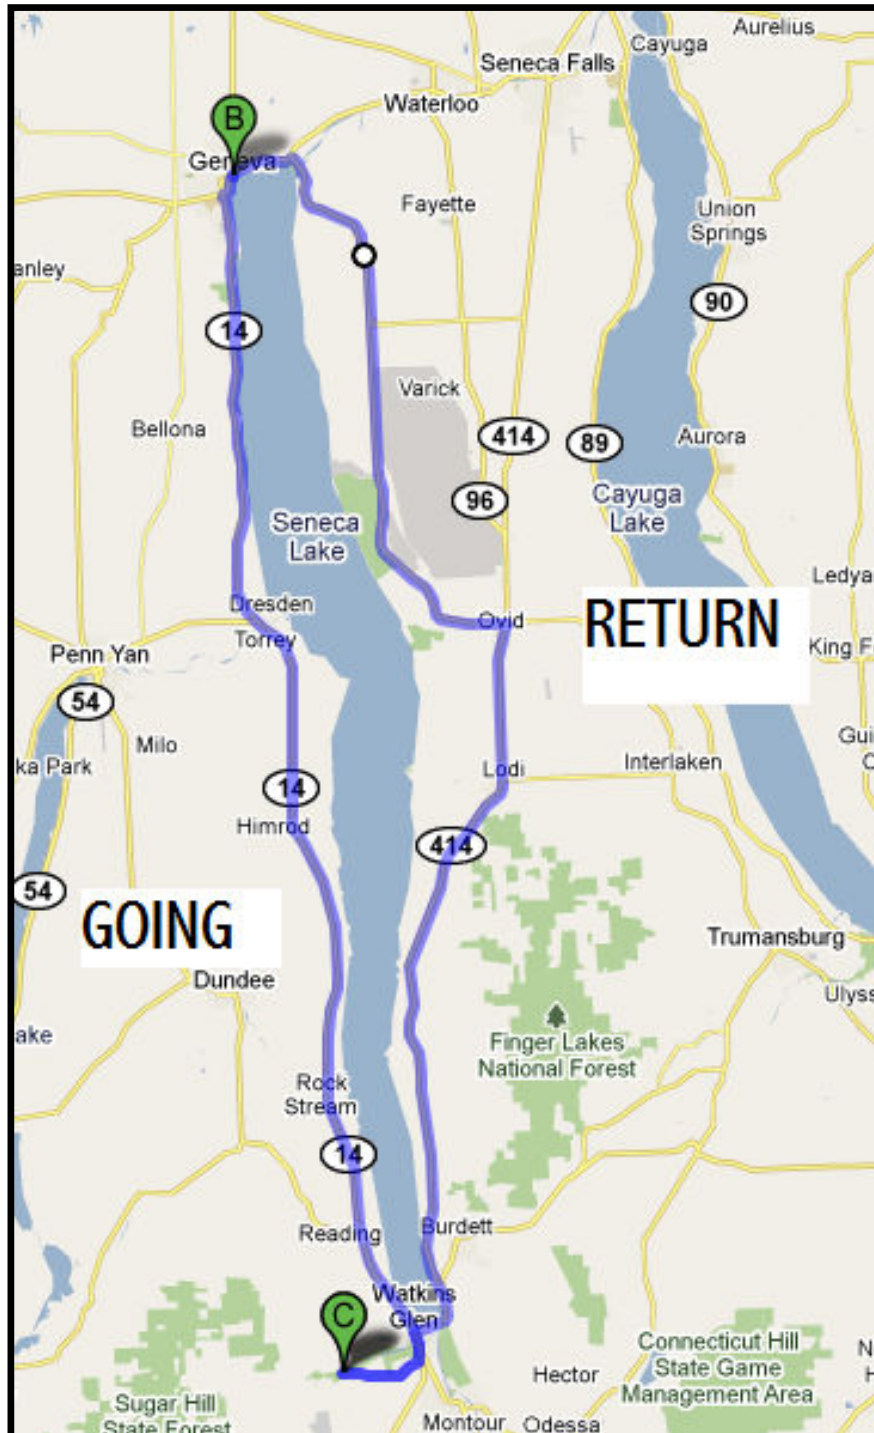 Aurelius
Cayuga
Seneca Falls
Waterloo
B
Geneva
Fayette
Union
Springs
anley
90
14
Varick
Bellona
414
89
Aurora
96
Cayuga
Lake
Seneca
Lake
Ledya
Dresden
Ovid
RETURN
Torrey
King F
Penn Yan
54
Milo
Gui
C
ka Park
Lodi
Interlaken
14
Himrod
414
54
GOING
Trumansburg
Dundee
Ulyss
ake
Finger Lakes
National Forest
Rock
Stream
14
Reading
Burdett
Watkins
Glen
C
Connecticut Hill
State Game
Management Area
N
H
Hector
Sugar Hill
State Forest
Montour
Odessa